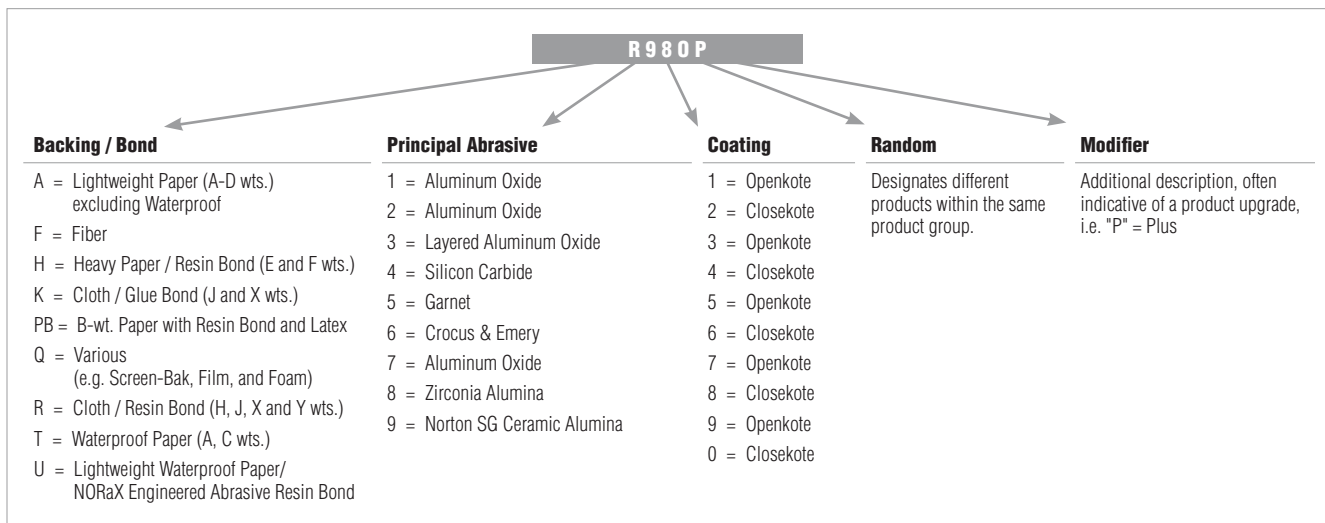 R980P
Backing / Bond
A = Lightweight Paper (A-D wts.)
excluding Waterproof
F = Fiber
H = Heavy Paper / Resin Bond (E and F wts.)
K = Cloth / Glue Bond (J and X wts.)
PB = B-wt. Paper with Resin Bond and Latex
Q = Various
(e.g. Screen-Bak, Film, and Foam)
R = Cloth / Resin Bond (H, J, X and Y wts.)
T = Waterproof Paper (A, C wts.)
U = Lightweight Waterproof Paper/
NORaX Engineered Abrasive Resin Bond
Principal Abrasive
1 = Aluminum Oxide
2 = Aluminum Oxide
3 = Layered Aluminum Oxide
4 = Silicon Carbide
5 = Garnet
6 = Crocus & Emery
7 = Aluminum Oxide
8 = Zirconia Alumina
9 = Norton SG Ceramic Alumina
Coating
1 = Openkote
2 = Closekote
3 = Openkote
4 = Closekote
5 = Openkote
6 = Closekote
7 = Openkote
8 = Closekote
9 = Openkote
0 = Closekote
Random
Designates different
products within the same
product group.
Modifier
Additional description, often
indicative of a product upgrade,
i.e. "P" = Plus